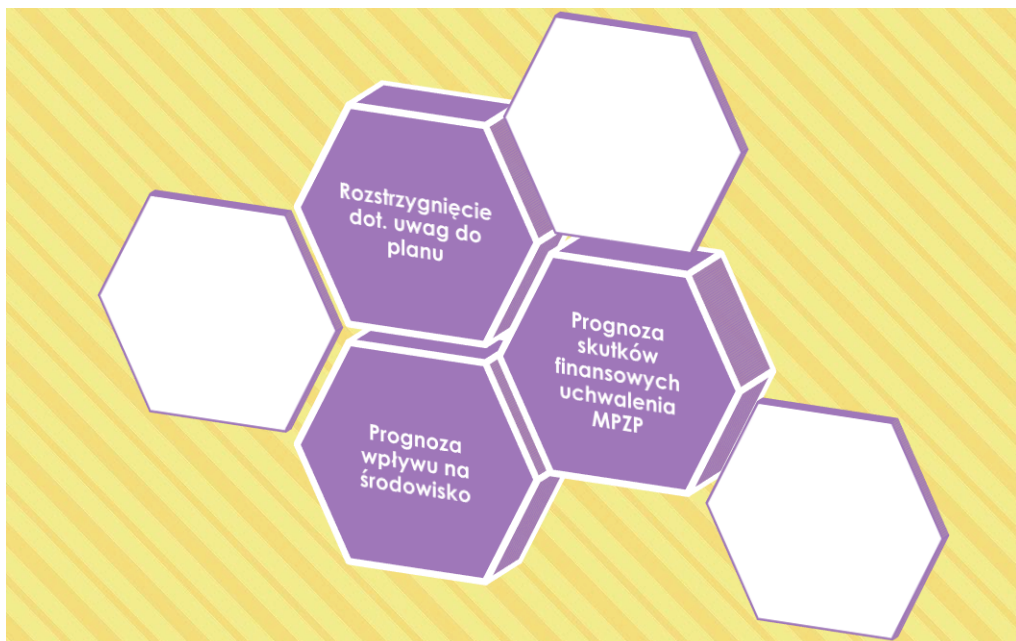 Rozstrzygnięcie
dot. uwag do
planu
Prognoza
skutków
finansowych
uchwalenia
MPZP
Prognoza
wpływu na
środowisko